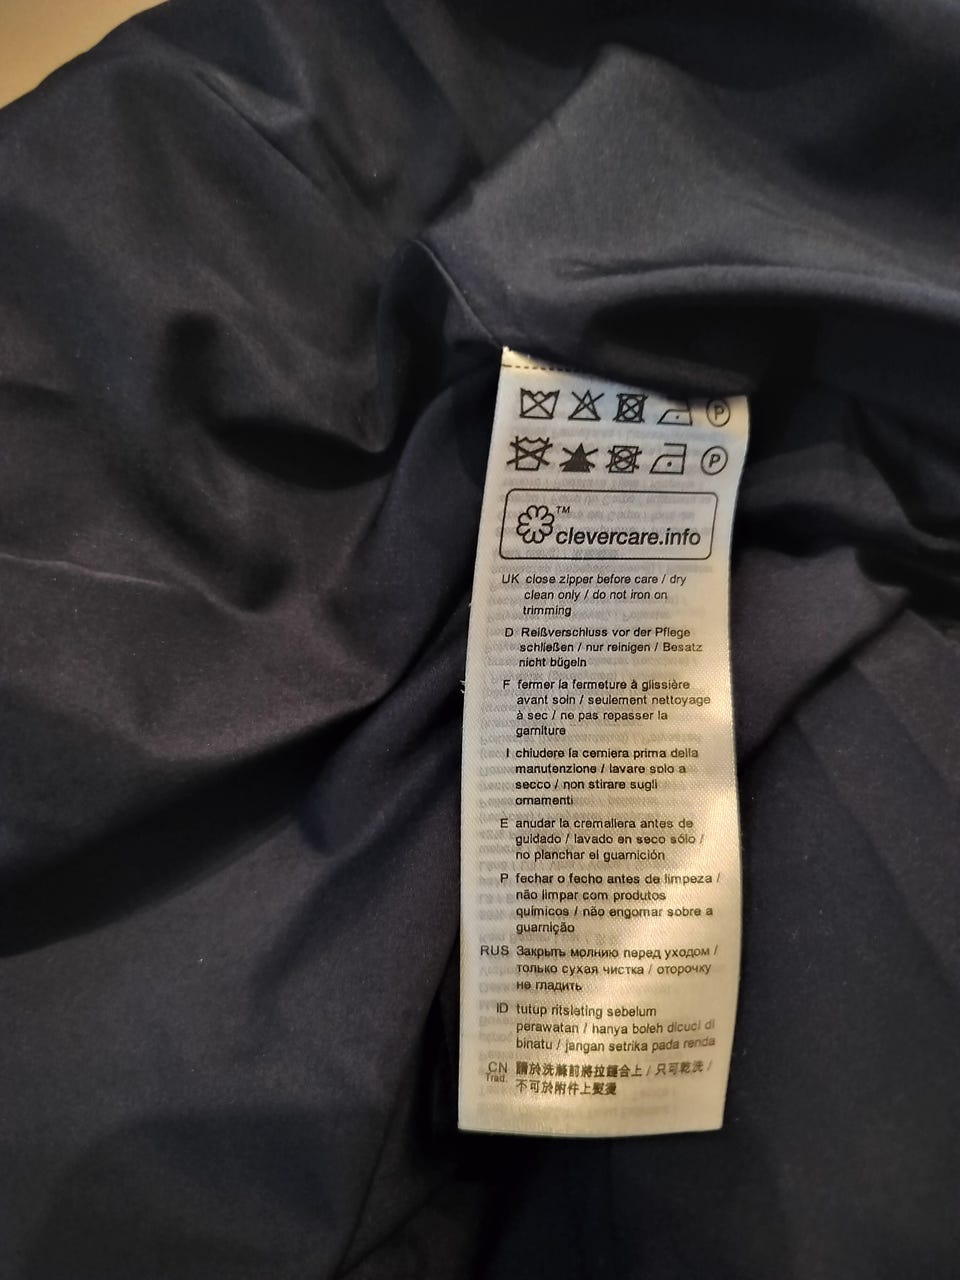 P
P
TM
clevercare.info
UK close zipper before care / dry
clean only / do not iron on
trimming
D Reißverschluss vor der Pflege
schließen / nur reinigen / Besatz
nicht bügeln
F fermer la fermeture à glissière
avant soin / seulement nettoyage
à sec / ne pas repasser la
garniture
I chiudere la cerniera prima della
manutenzione / lavare solo a
secco / non stirare sugli
ornamenti
E anudar la cremallera antes de
guidado / lavado en seco sólo /
no planchar el guarnición
P fechar o fecho antes de limpeza /
não limpar com produtos
químicos / não engomar sobre a
guarnição
RUS Закрыть молнию перед уходом /
только сухая чистка / оторочку
не гладить
ID tutup ritsleting sebelum
perawatan / hanya boleh dicuci di
binatu / jangan setrika pada renda
CN 請於洗滌前將拉鏈合上 / 只可乾洗 /
Trad. 不可於附件上熨燙